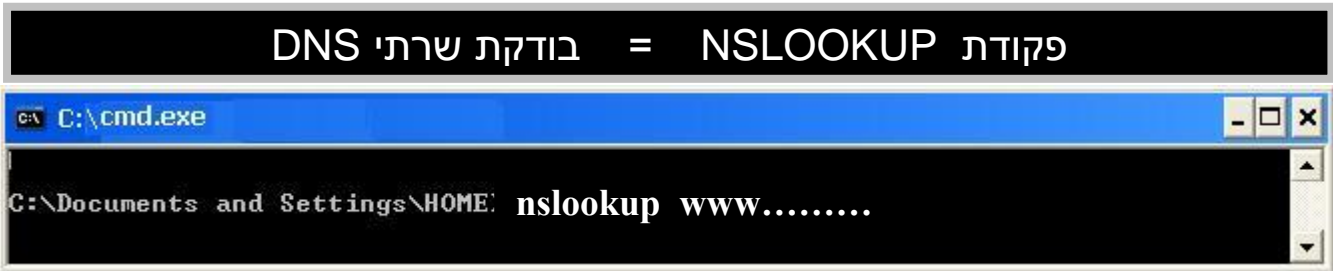 פקודת NSLOOKUP = בודקת שרתי DNS
C:\cmd.exe
C:\Documents and Settings\HOME: nslookup www.........